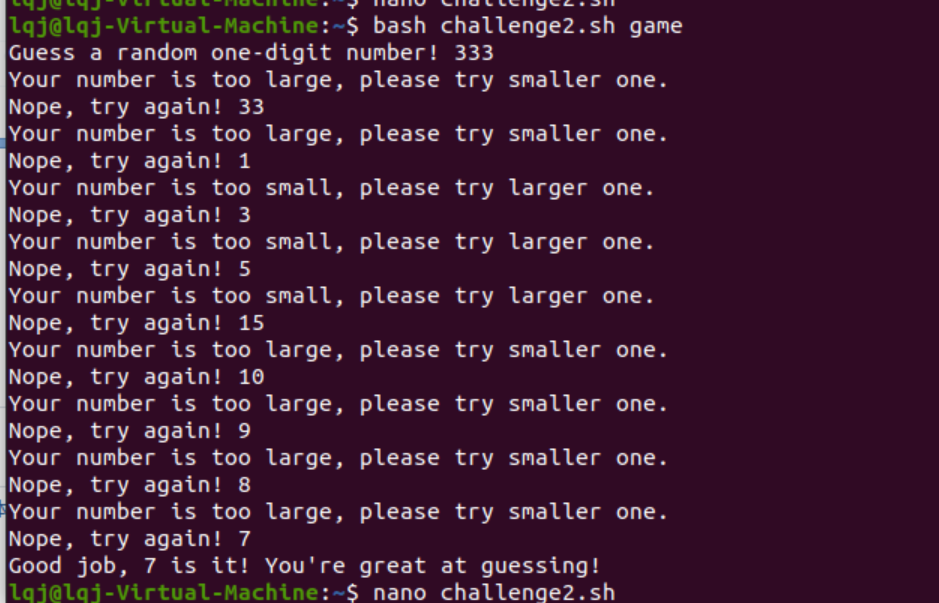 lqj@lqj-Virtual-Machine:~$ nano challenge2.sh
lqj@lqj-Virtual-Machine:~$ bash challenge2.sh game
Guess a random one-digit number! 333
Your number is too large, please try smaller one.
Nope, try again! 33
Your number is too large, please try smaller one.
Nope, try again! 1
Your number is too small, please try larger one.
Nope, try again! 3
Your number is too small, please try larger one.
Nope, try again! 5
Your number is too small, please try larger one.
Nope, try again! 15
Your number is too large, please try smaller one.
Nope, try again! 10
Your number is too large, please try smaller one.
Nope, try again! 9
Your number is too large, please try smaller one.
Nope, try again! 8
Your number is too large, please try smaller one.
Nope, try again! 7
Good job, 7 is it! You're great at guessing!
lqj@lqj-Virtual-Machine:~$ nano challenge2.sh